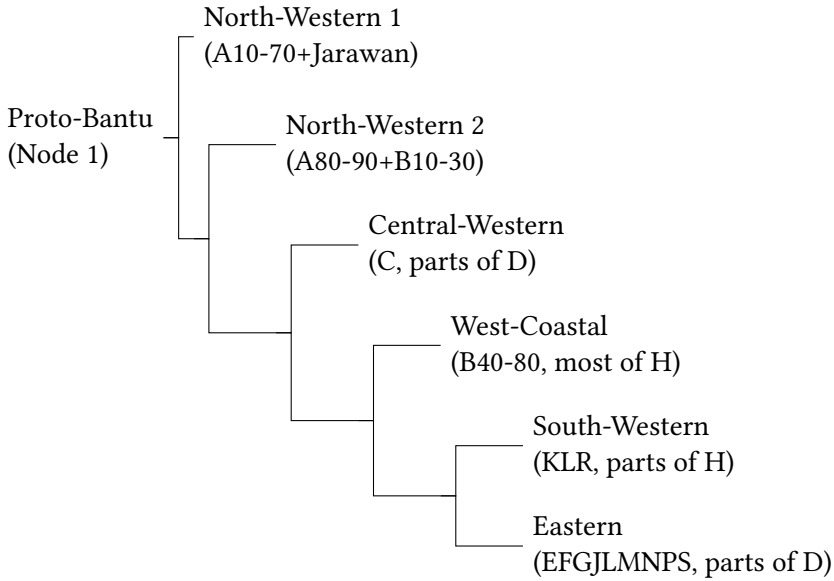 North-Western 1
(A10-70+Jarawan)
Proto-Bantu
(Node 1)
North-Western 2
(A80-90+B10-30)
Central-Western
(C, parts of D)
West-Coastal
(B40-80, most of H)
South-Western
(KLR, parts of H)
Eastern
(EFGJLMNPS, parts of D)